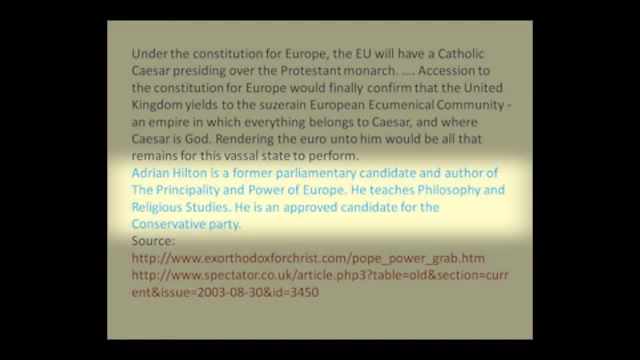 Under the constitution for Europe, the EU will have a Catholic
Caesar presiding over the Protestant monarch. .... Accession to
the constitution for Europe would finally confirm that the United
Kingdom yields to the suzerain European Ecumenical Community -
an empire in which everything belongs to Caesar, and where
Caesar is God. Rendering the euro unto him would be all that
remains for this vassal state to perform.
Adrian Hilton is a former parliamentary candidate and author of
The Principality and Power of Europe. He teaches Philosophy and
Religious Studies. He is an approved candidate for the
Conservative party.
Source:
http://www.exorthodoxforchrist.com/pope_power_grab.htm
http://www.spectator.co.uk/article.php3?table=old&section=curr
ent&issue=2003-08-30&id=3450